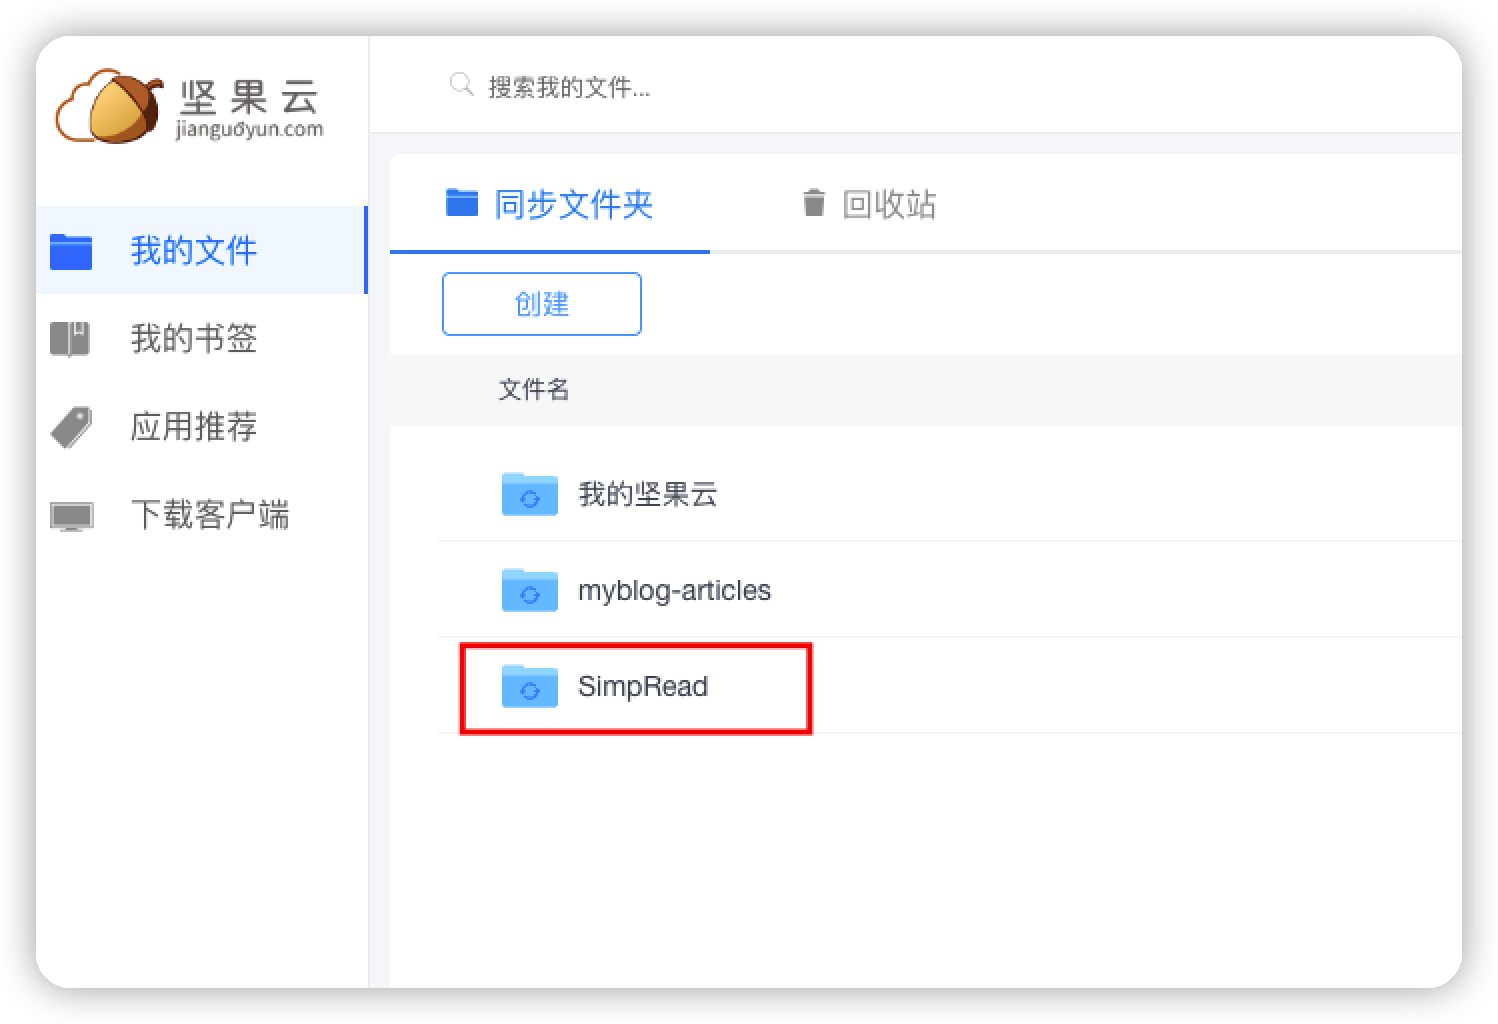 坚果云
jianguoyun.com
搜索我的文件...
我的文件
我的书签
应用推荐
下载客户端
同步文件夹
回收站
创建
文件名
我的坚果云
myblog-articles
SimpRead